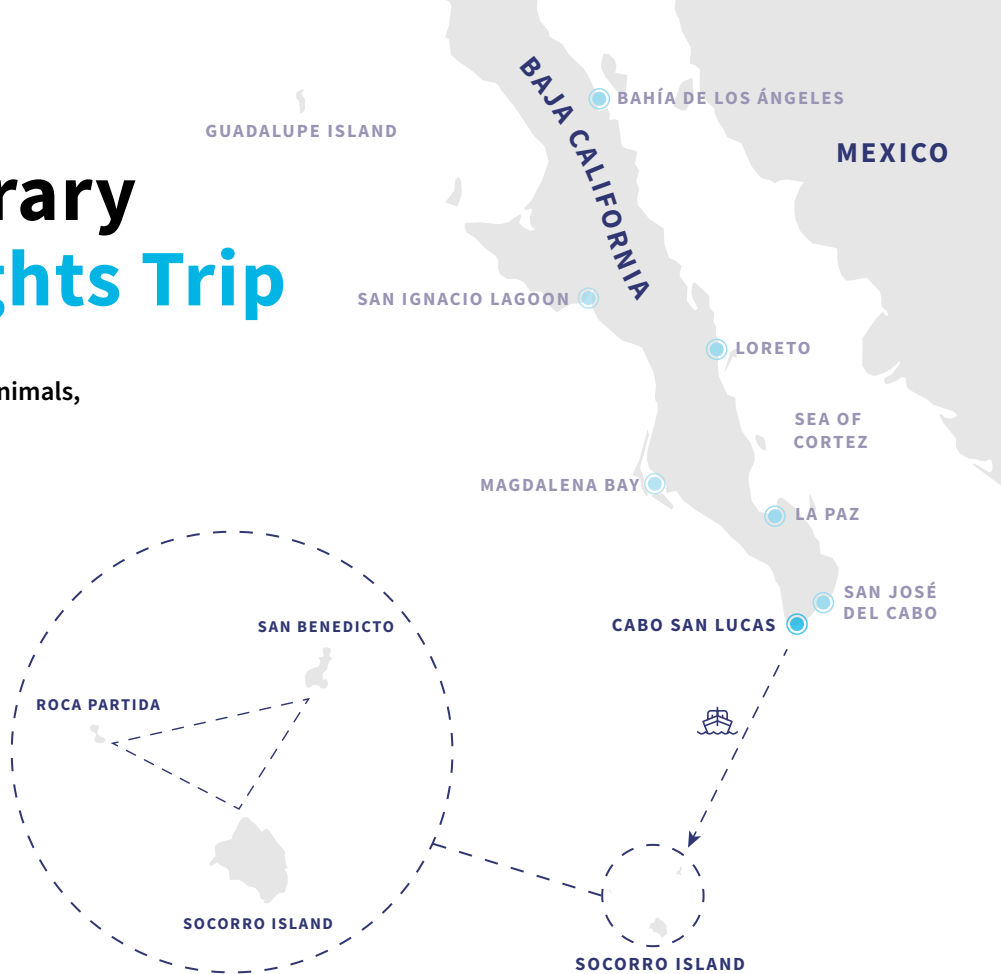 BAHÍA DE LOS ÁNGELES
GUADALUPE ISLAND
BAJA CALIFORNIA
MEXICO
rary
ghts Trip
SAN IGNACIO LAGOON
LORETO
nimals,
SEA OF
CORTEZ
MAGDALENA BAY
LA PAZ
SAN JOSÉ
DEL CABO
CABO SAN LUCAS
SAN BENEDICTO
ROCA PARTIDA
SOCORRO ISLAND
SOCORRO ISLAND